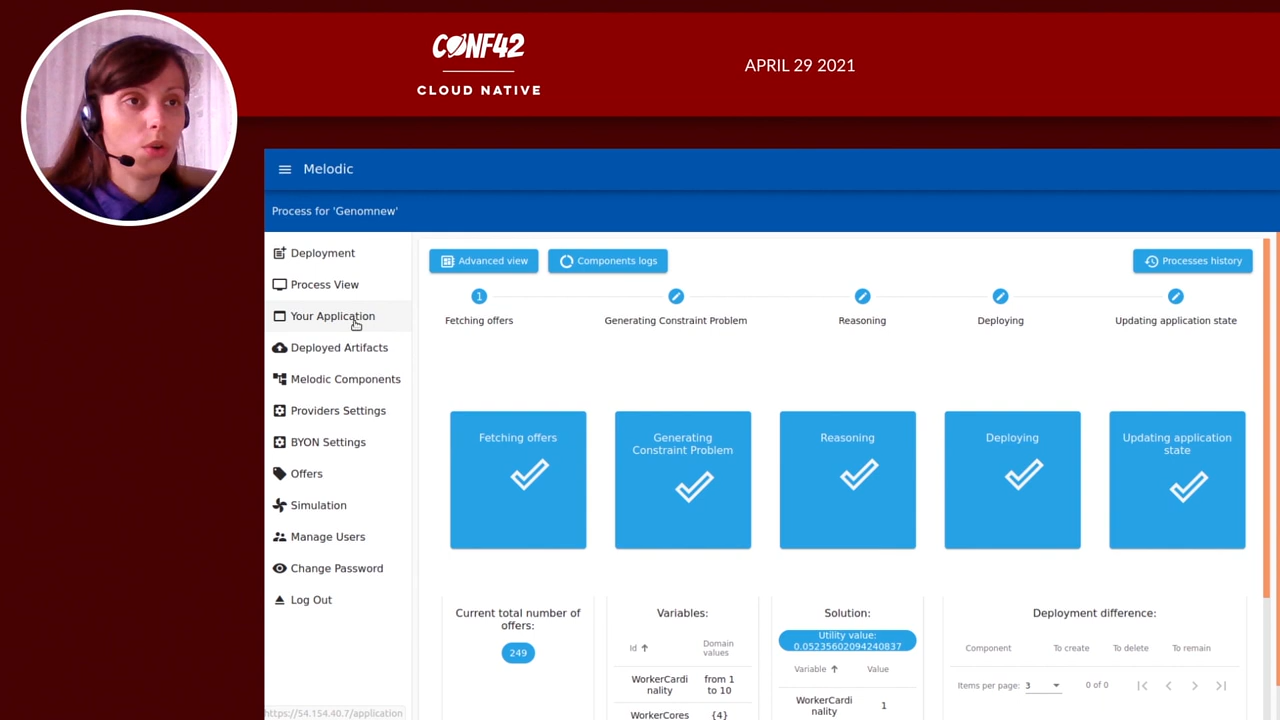 CONF42
CLOUD NATIVE
APRIL 29 2021
Melodic
Process for 'Genomnew'
Deployment
Process View
Your Application
Deployed Artifacts
Melodic Components
Providers Settings
BYON Settings
Offers
Simulation
Manage Users
Change Password
Log Out
Advanced view
Components logs
Processes history
1
Fetching offers
Generating Constraint Problem
Reasoning
Deploying
Updating application state
Fetching offers
Generating
Constraint Problem
Reasoning
Deploying
Updating application
state
Current total number of
offers:
249
Variables:
Id
Domain
values
WorkerCardi
nality
from 1
to 10
WorkerCores
{4}
Solution:
Utility value:
0.05235602094240837
Variable
Value
WorkerCardi
nality
1
Deployment difference:
Component
To create
To delete
To remain
Items per page: 3
0 of 0
https://54.154.40.7/application